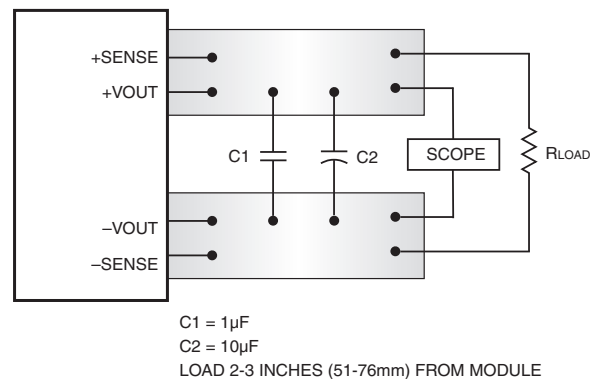 +SENSE
+VOUT
C1
C2
SCOPE
RLOAD
–VOUT
–SENSE
C1 = 1µF
C2 = 10µF
LOAD 2-3 INCHES (51-76mm) FROM MODULE